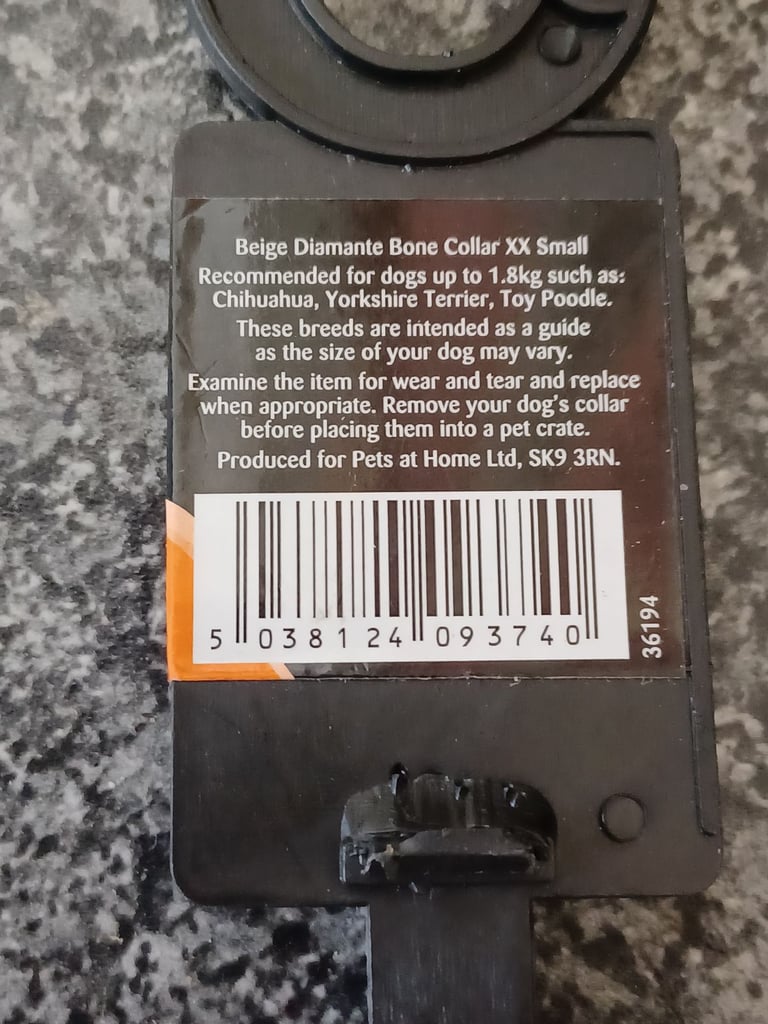 Beige Diamante Bone Collar XX Small
Recommended for dogs up to 1.8kg such as:
Chihuahua, Yorkshire Terrier, Toy Poodle.
These breeds are intended as a guide
as the size of your dog may vary.
Examine the item for wear and tear and replace
when appropriate. Remove your dog's collar
before placing them into a pet crate.
Produced for Pets at Home Ltd, SK9 3RN.
5 038124 093740
36194